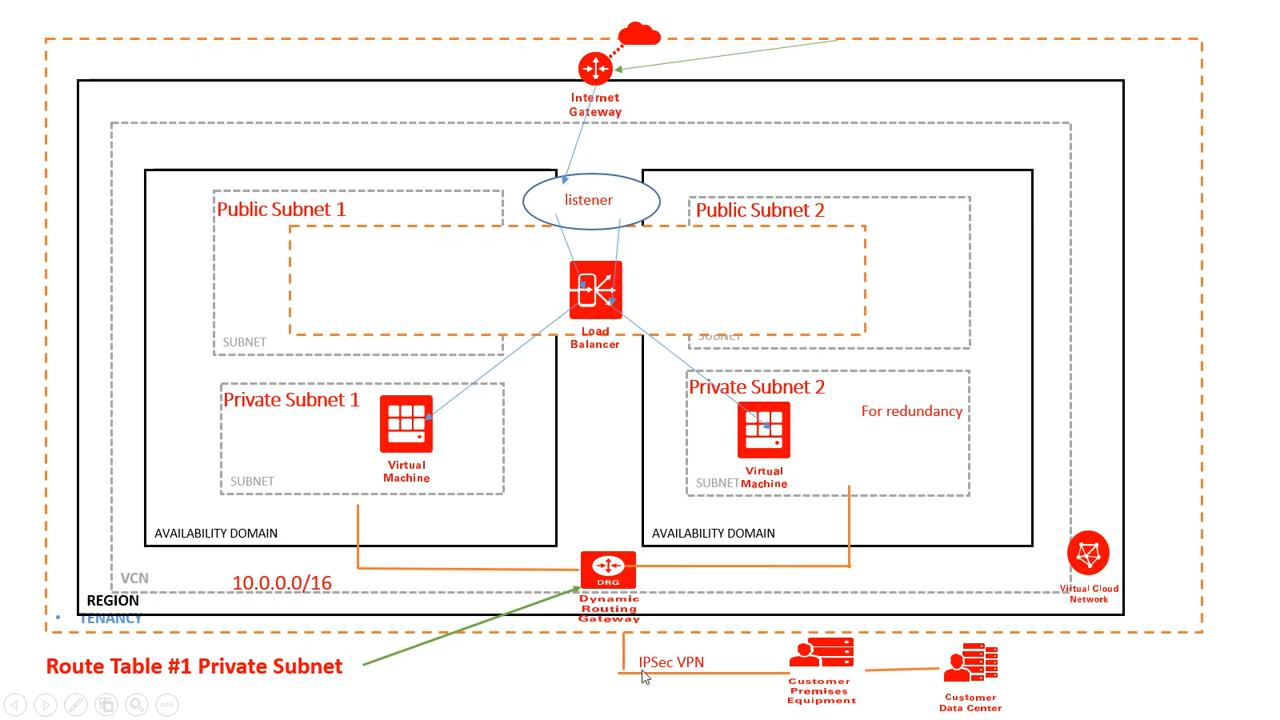 Internet
Gateway
listener
Public Subnet 1
Public Subnet 2
SUBNET
SUBNET
Load
Balancer
Private Subnet 1
Private Subnet 2
For redundancy
Virtual
Machine
Virtual
Machine
SUBNET
SUBNET
AVAILABILITY DOMAIN
AVAILABILITY DOMAIN
DRG
VCN
10.0.0.0/16
Dynamic
Routing
Gateway
Virtual Cloud
Network
REGION
• TENANCY
Route Table #1 Private Subnet
IPSec VPN
Customer
Premises
Equipment
Customer
Data Center